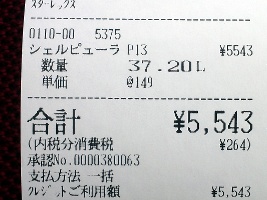 スターレックス
0110-00 5375
シェルピューラ P13 ¥5543
数量 37.20L
単価 @149
合計 ¥5,543
(内税分消費税 ¥264)
承認No.0000380063
支払方法 一括
クレジットご利用額 ¥5,543